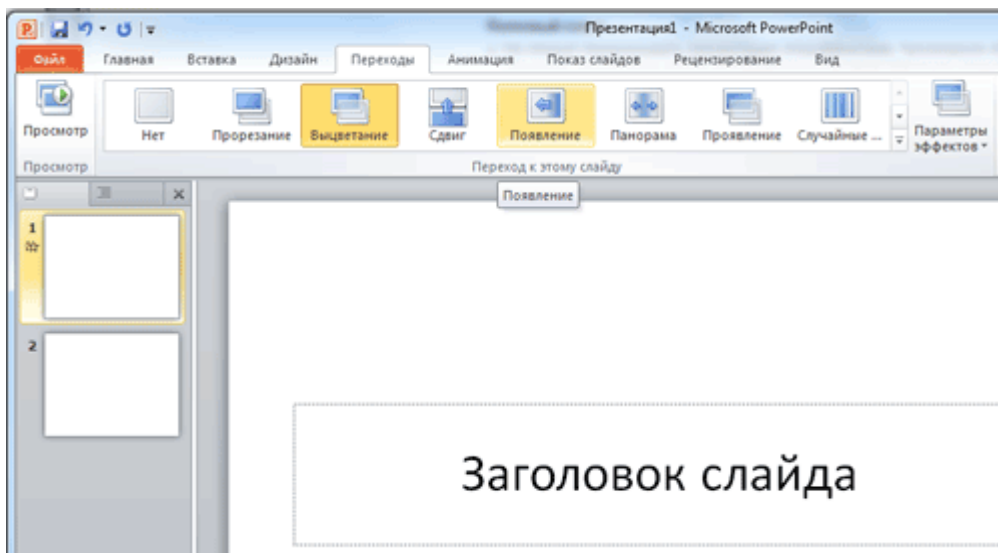 Презентация1 - Microsoft PowerPoint
Файл Главная Вставка Дизайн Переходы Анимация Показ слайдов Рецензирование Вид
Просмотр Нет Прорезание Выцветание Сдвиг Появление Панорама Проявление Случайные ... Параметры
эффектов
Просмотр Переход к этому слайду
Появление
1
2
Заголовок слайда